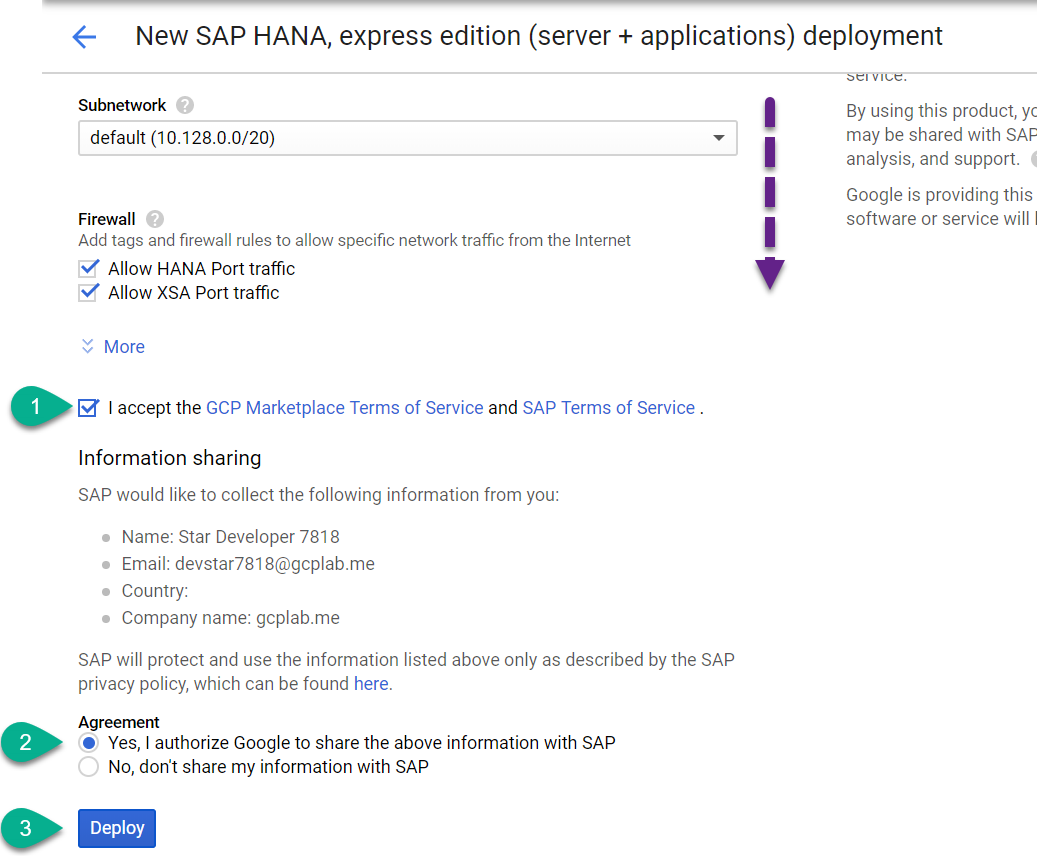 New SAP HANA, express edition (server + applications) deployment
service.
By using this product,
may be shared with SAP
analysis, and support.
Google is providing this
software or service will
Subnetwork ?
default (10.128.0.0/20)
Firewall ?
Add tags and firewall rules to allow specific network traffic from the Internet
Allow HANA Port traffic
Allow XSA Port traffic
More
1 I accept the GCP Marketplace Terms of Service and SAP Terms of Service .
Information sharing
SAP would like to collect the following information from you:
Name: Star Developer 7818
Email: devstar7818@gcplab.me
Country:
Company name: gcplab.me
SAP will protect and use the information listed above only as described by the SAP
privacy policy, which can be found here.
Agreement
2 Yes, I authorize Google to share the above information with SAP
No, don't share my information with SAP
3 Deploy